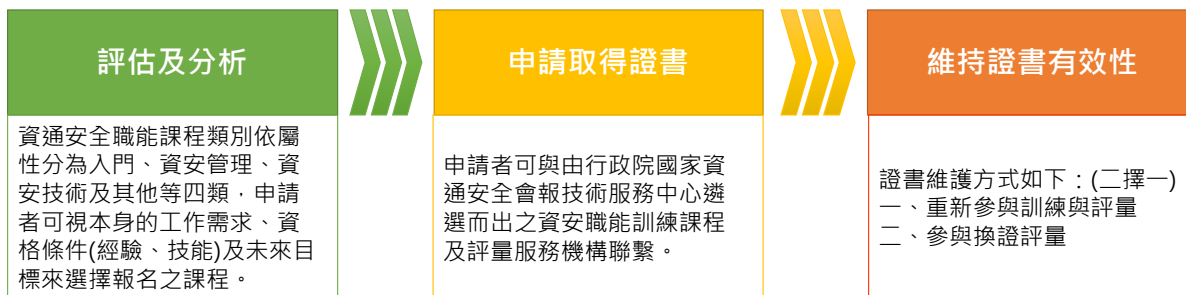 評估及分析
資通安全職能課程類別依屬
性分為入門、資安管理、資
安技術及其他等四類，申請
者可視本身的工作需求、資
格條件(經驗、技能)及未來目
標來選擇報名之課程。
申請取得證書
申請者可與由行政院國家資
通安全會報技術服務中心遴
選而出之資安職能訓練課程
及評量服務機構聯繫。
維持證書有效性
證書維護方式如下：(二擇一)
一、重新參與訓練與評量
二、參與換證評量